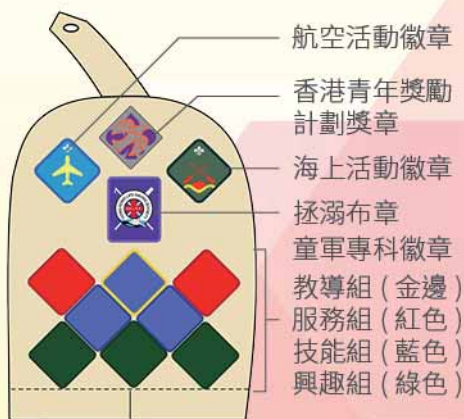 航空活動徽章
香港青年獎勵
計劃獎章
海上活動徽章
拯溺布章
童軍專科徽章
教導組 ( 金邊 )
服務組 ( 紅色 )
技能組 ( 藍色 )
興趣組 ( 綠色 )